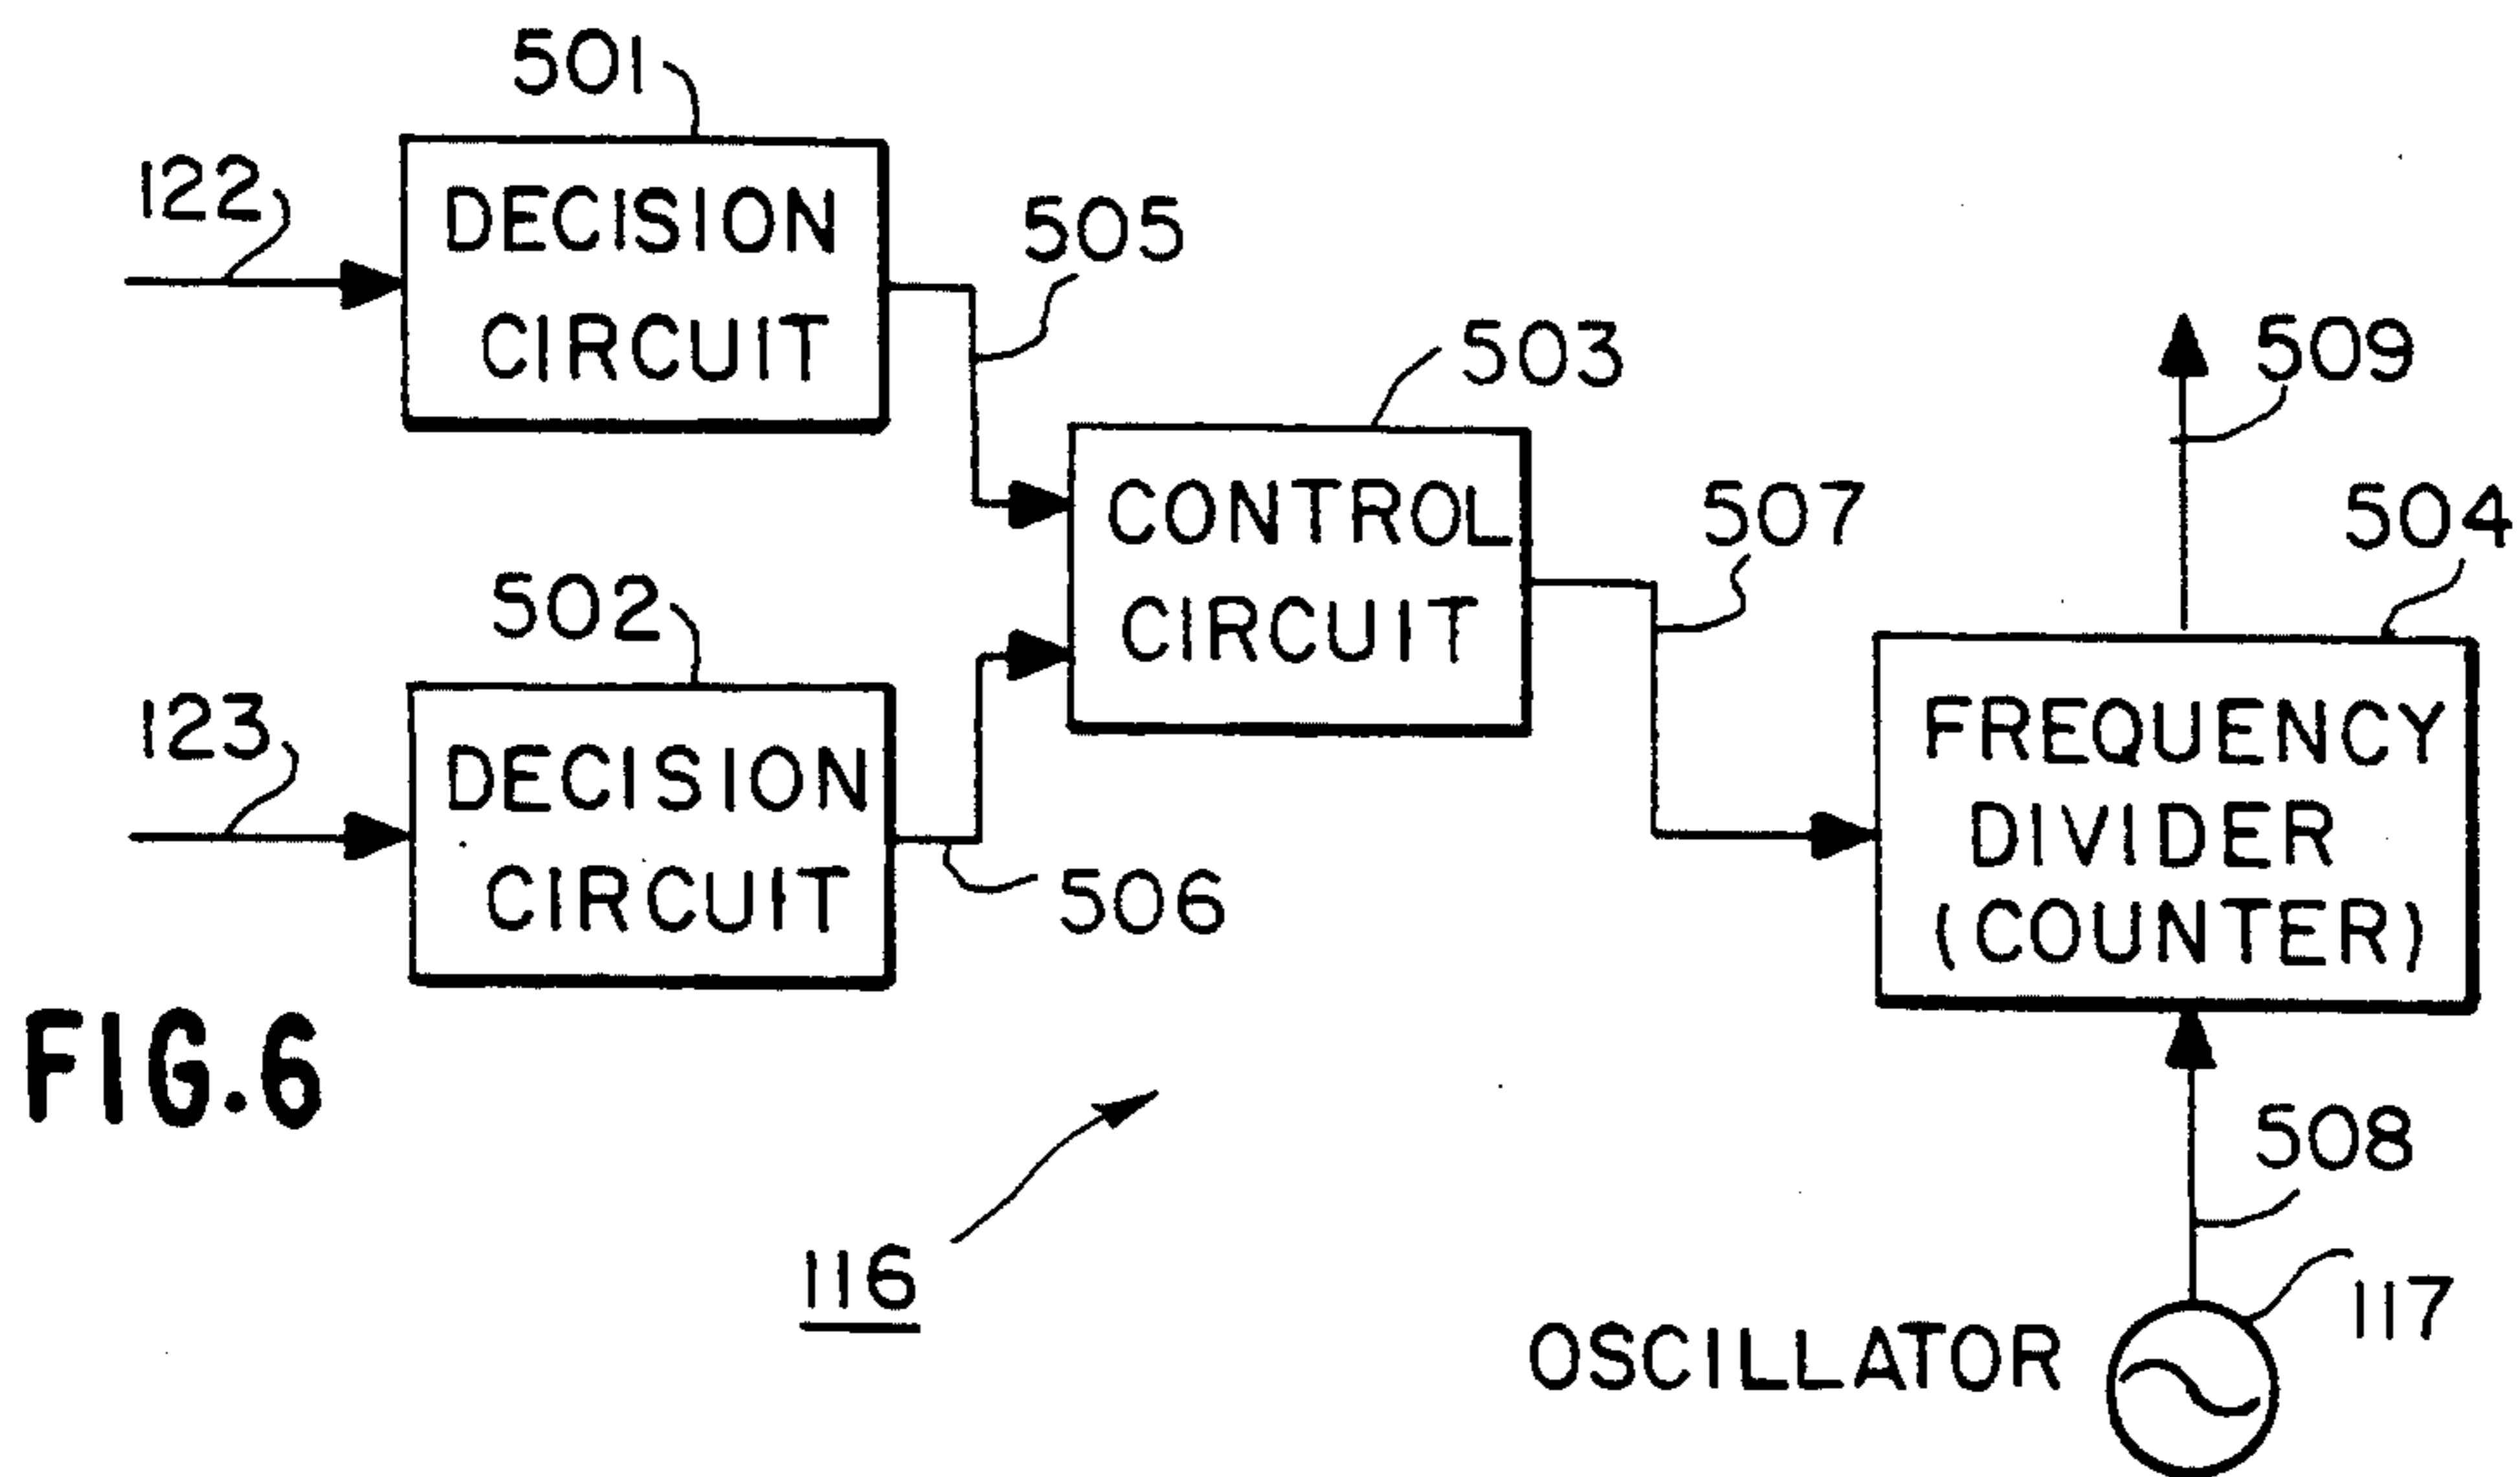 501
122
DECISION
CIRCUIT
505
503
509
CONTROL
CIRCUIT
507
504
502
123
DECISION
CIRCUIT
506
FREQUENCY
DIVIDER
(COUNTER)
FIG.6
508
116
117
OSCILLATOR